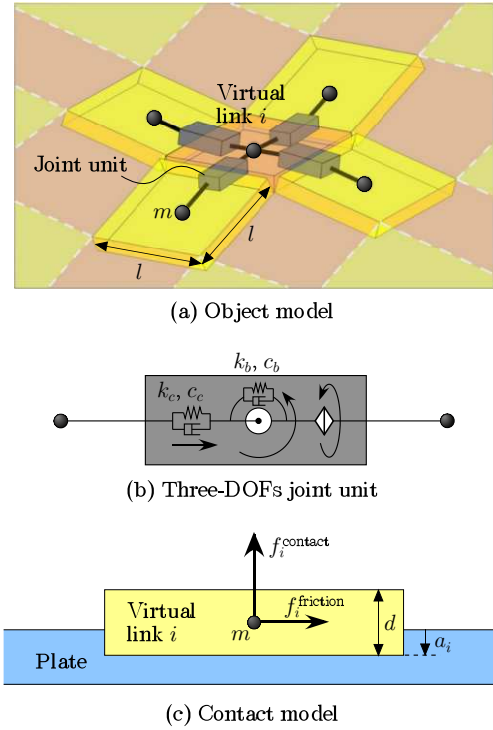 Virtual
link i
Joint unit
m
l
l
(a) Object model
k_b, c_b
k_c, c_c
(b) Three-DOFs joint unit
f_i^contact
Virtual
link i
f_i^friction
m
d
a_i
Plate
(c) Contact model